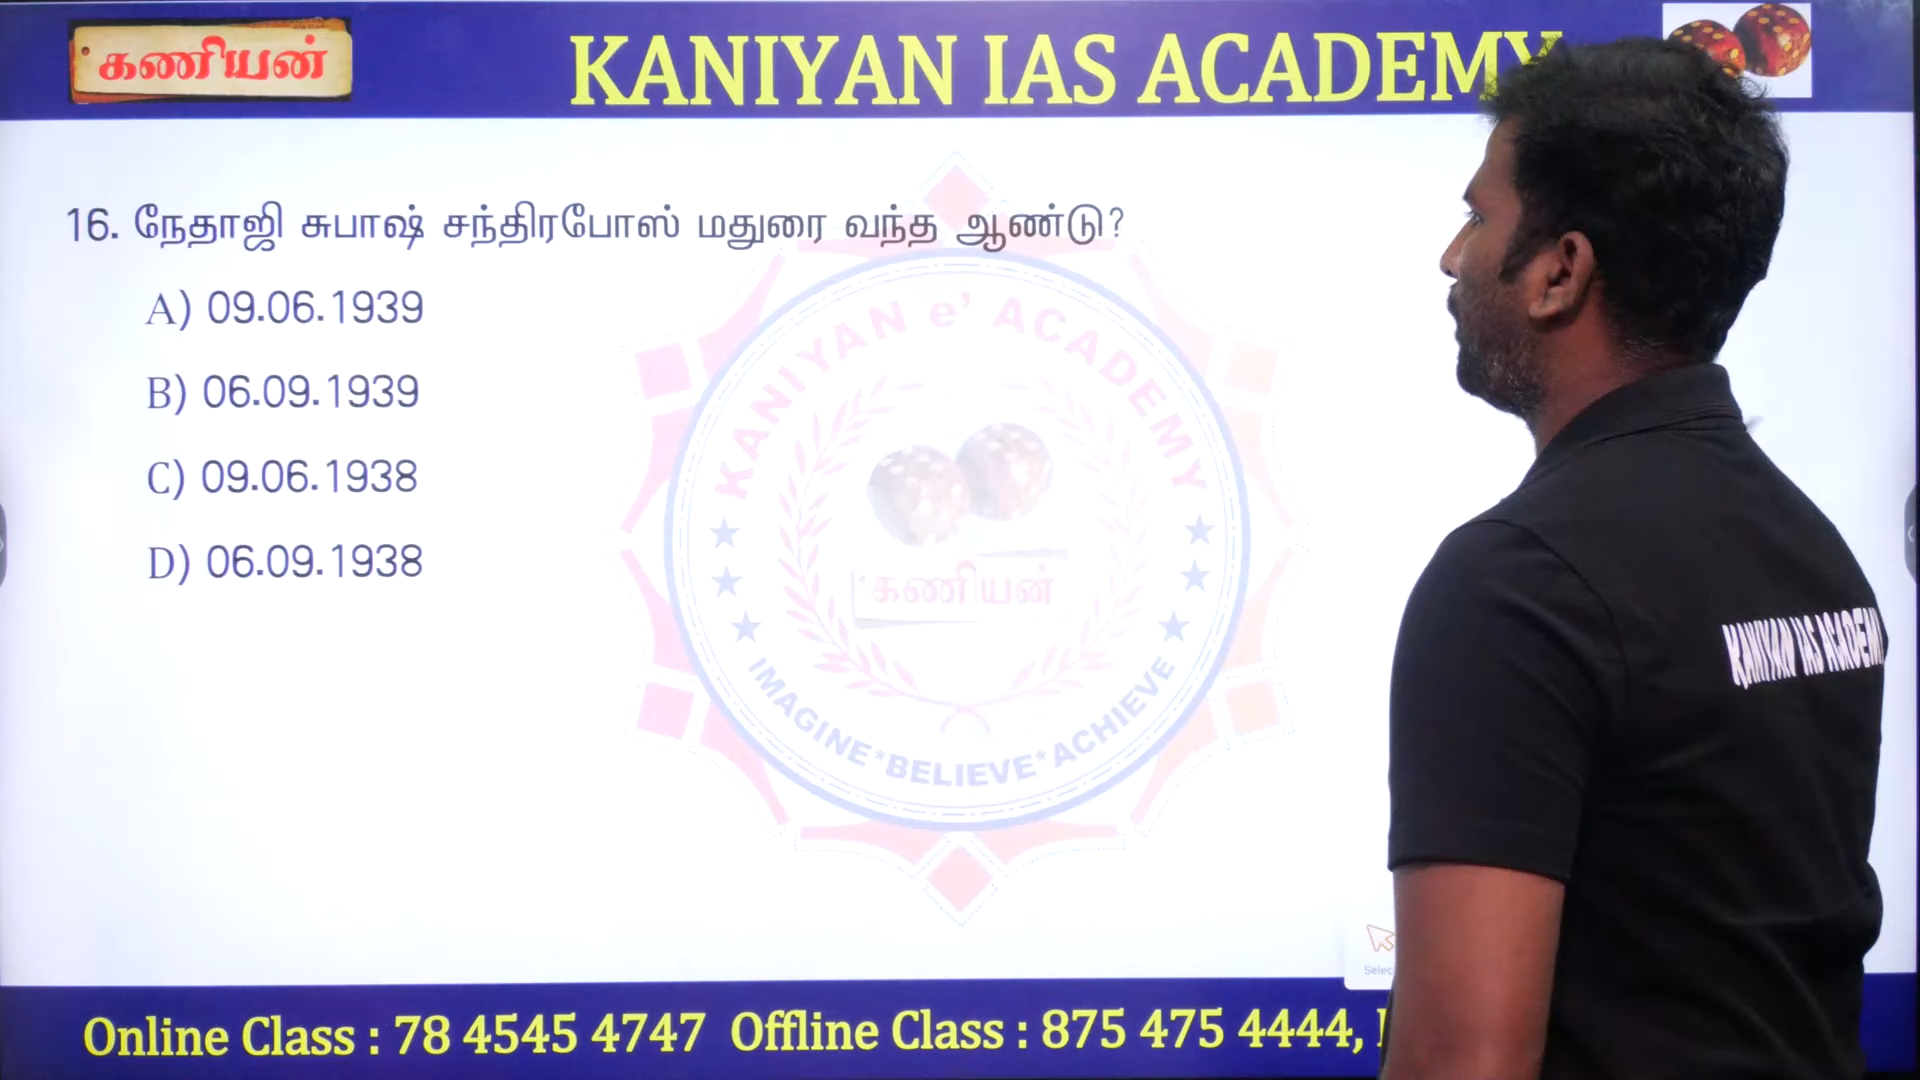 கணியன்
KANIYAN IAS ACADEMY
16. நேதாஜி சுபாஷ் சந்திரபோஸ் மதுரை வந்த ஆண்டு?
A) 09.06.1939
B) 06.09.1939
C) 09.06.1938
D) 06.09.1938
KANIYAN e' ACADEMY
கணியன்
IMAGINE*BELIEVE*ACHIEVE
KANIYAN IAS ACADEMY
Online Class : 78 4545 4747 Offline Class : 875 475 4444,